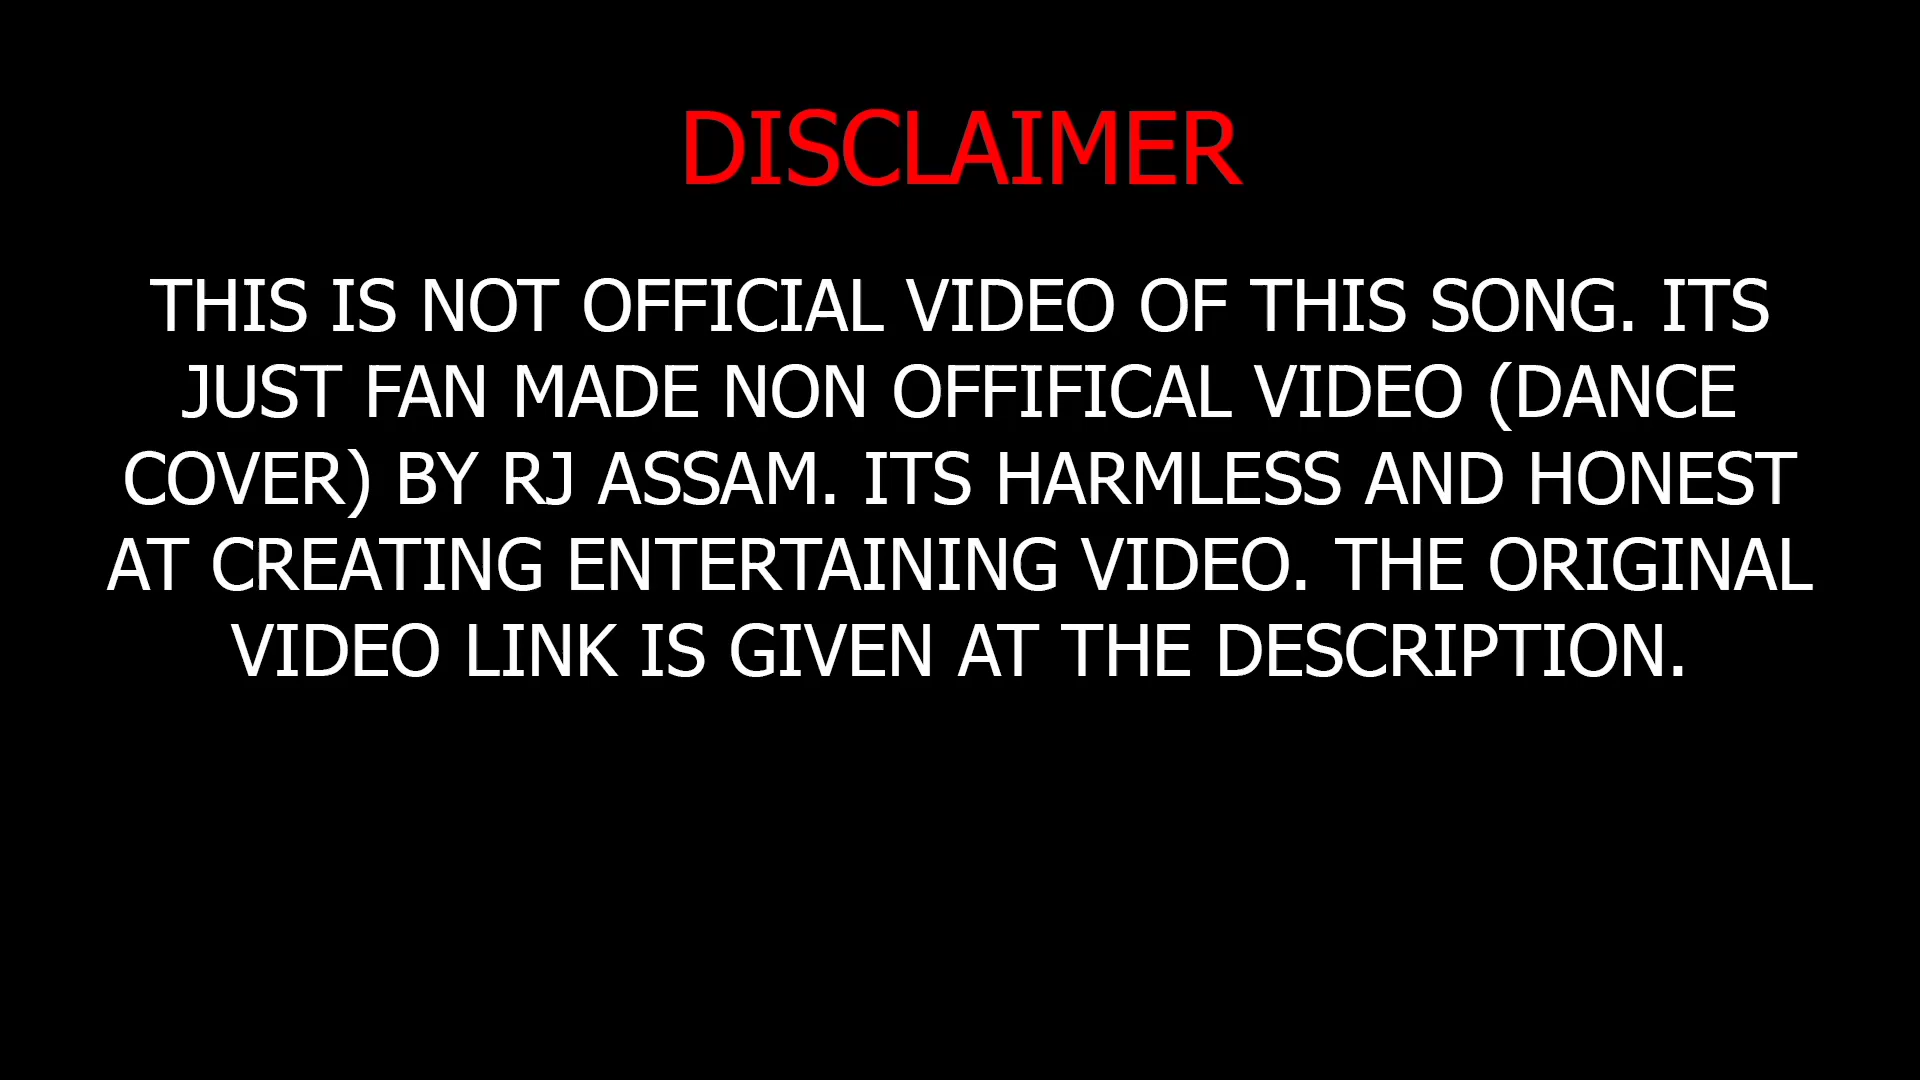 DISCLAIMER
THIS IS NOT OFFICIAL VIDEO OF THIS SONG. ITS
JUST FAN MADE NON OFFIFICAL VIDEO (DANCE
COVER) BY RJ ASSAM. ITS HARMLESS AND HONEST
AT CREATING ENTERTAINING VIDEO. THE ORIGINAL
VIDEO LINK IS GIVEN AT THE DESCRIPTION.